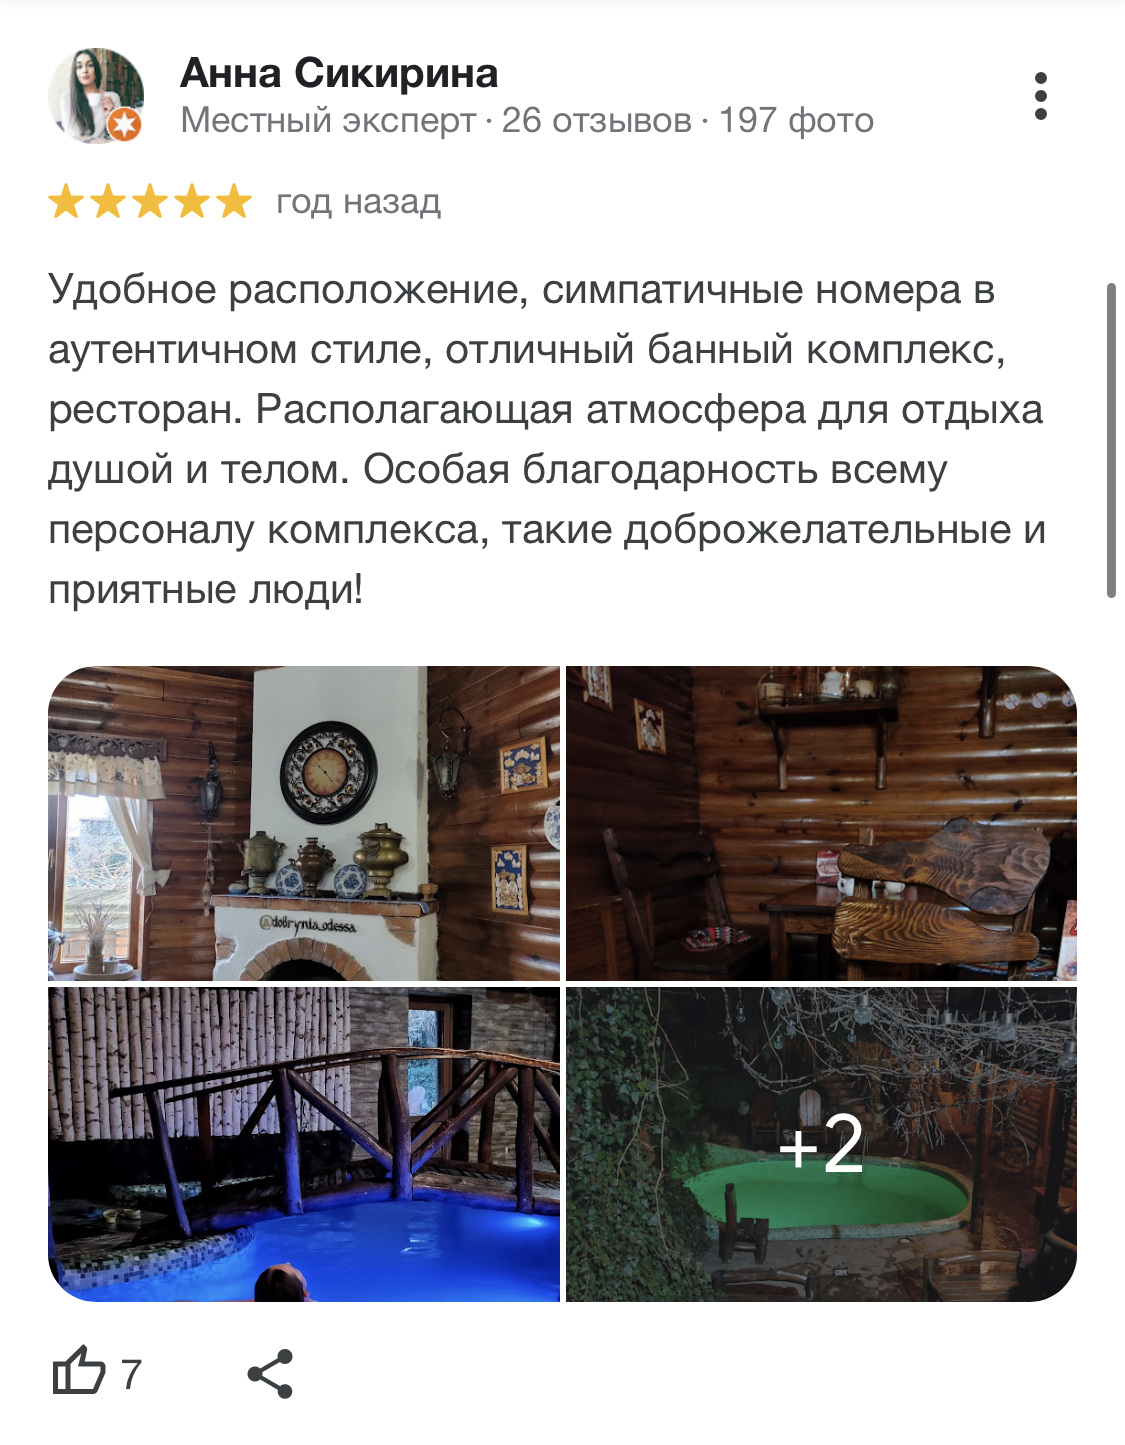 Анна Сикирина
Местный эксперт · 26 отзывов · 197 фото
год назад
Удобное расположение, симпатичные номера в
аутентичном стиле, отличный банный комплекс,
ресторан. Располагающая атмосфера для отдыха
душой и телом. Особая благодарность всему
персоналу комплекса, такие доброжелательные и
приятные люди!
@dobrynia_odessa
+2
7